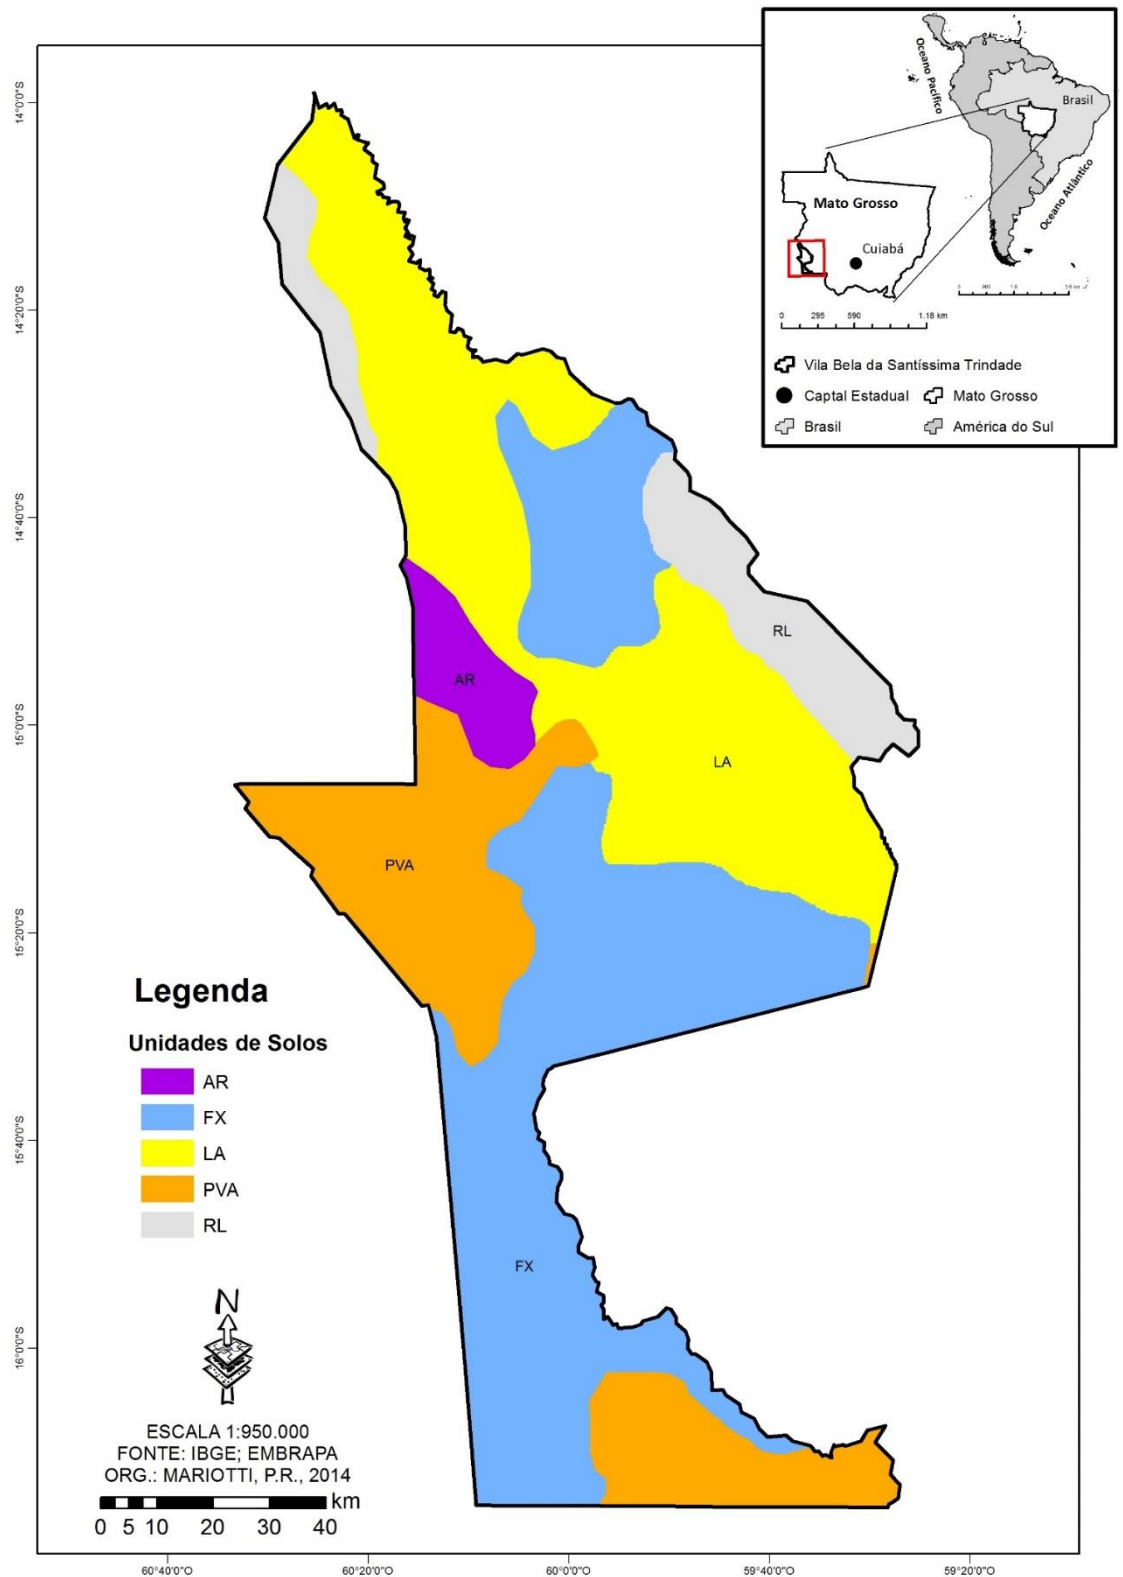 Oceano Pacífico
Brasil
Oceano Atlântico
Mato Grosso
Cuiabá
0 295 590 1.18 km
Vila Bela da Santíssima Trindade
Captal Estadual
Mato Grosso
Brasil
América do Sul
14°0'0"S
14°20'0"S
14°40'0"S
15°0'0"S
15°20'0"S
15°40'0"S
16°0'0"S
RL
AR
LA
PVA
FX
Legenda
Unidades de Solos
AR
FX
LA
PVA
RL
N
ESCALA 1:950.000
FONTE: IBGE; EMBRAPA
ORG.: MARIOTTI, P.R., 2014
km
0 5 10 20 30 40
60°40'0"O 60°20'0"O 60°0'0"O 59°40'0"O 59°20'0"O